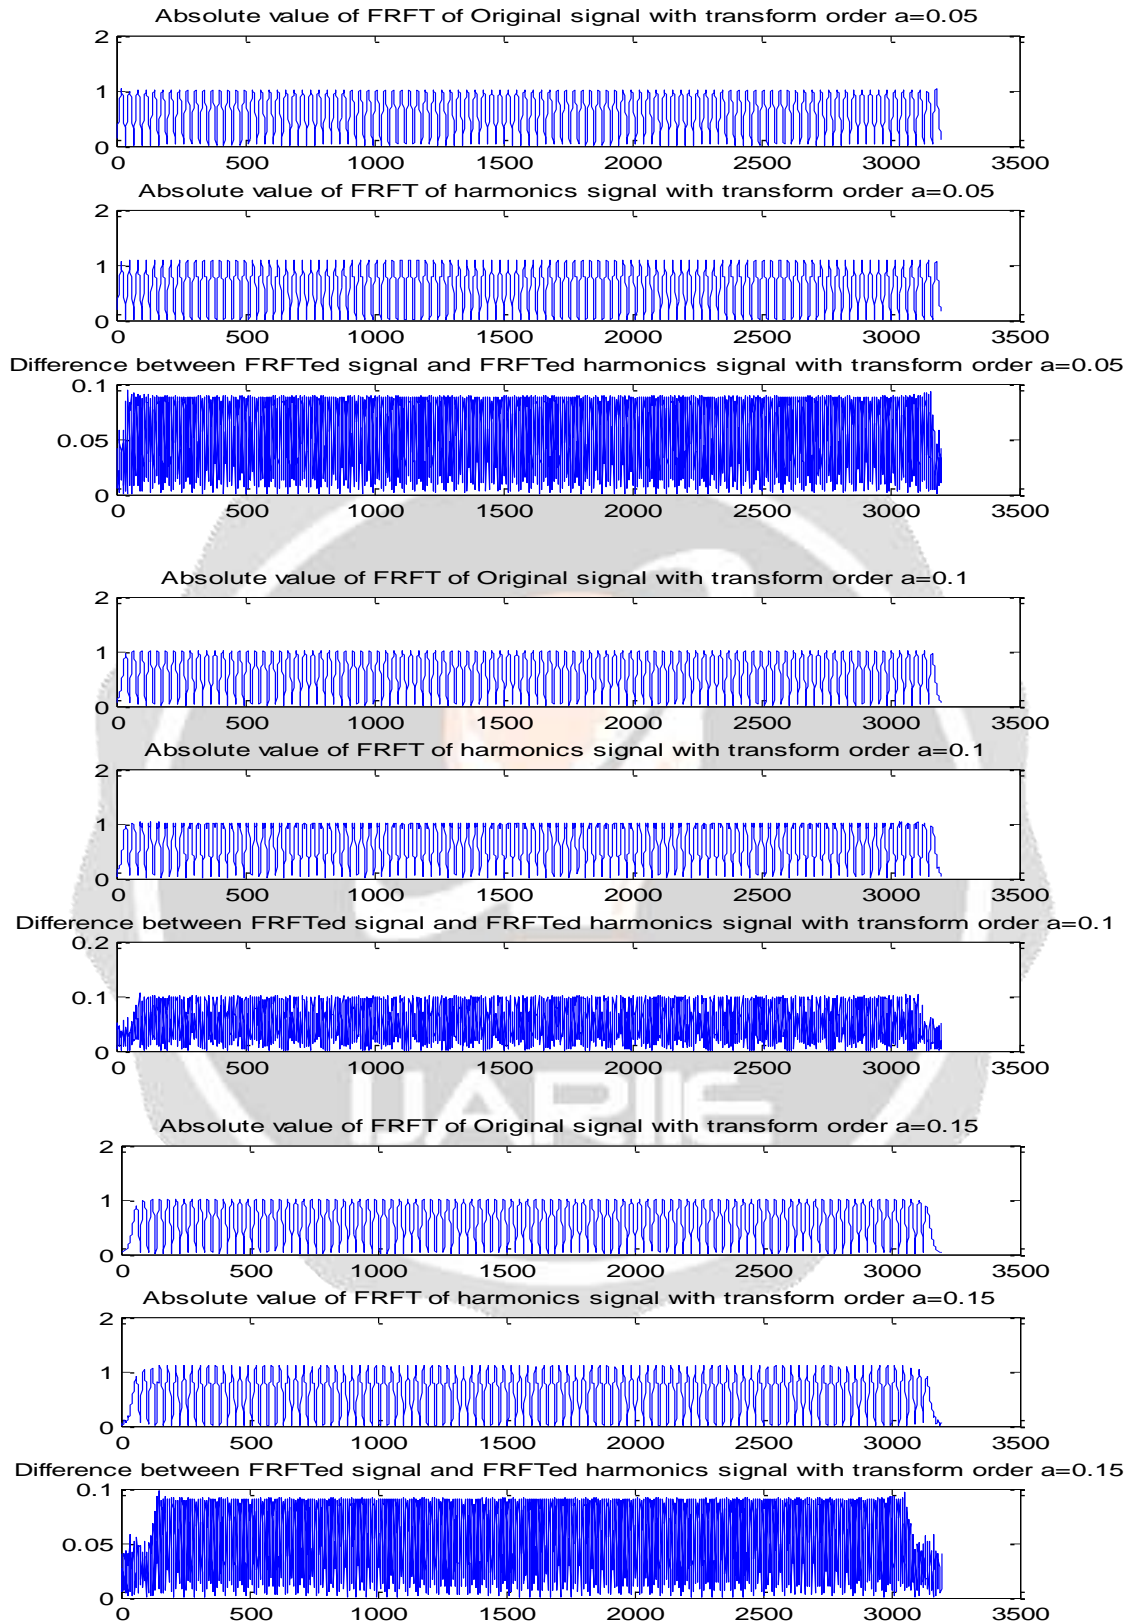 Absolute value of FRFT of Original signal with transform order a=0.05
2
1
0
0 500 1000 1500 2000 2500 3000 3500
Absolute value of FRFT of harmonics signal with transform order a=0.05
2
1
0
0 500 1000 1500 2000 2500 3000 3500
Difference between FRFTed signal and FRFTed harmonics signal with transform order a=0.05
0.1
0.05
0
0 500 1000 1500 2000 2500 3000 3500
Absolute value of FRFT of Original signal with transform order a=0.1
2
1
0
0 500 1000 1500 2000 2500 3000 3500
Absolute value of FRFT of harmonics signal with transform order a=0.1
2
1
0
0 500 1000 1500 2000 2500 3000 3500
Difference between FRFTed signal and FRFTed harmonics signal with transform order a=0.1
0.2
0.1
0
0 500 1000 1500 2000 2500 3000 3500
IJARIIE
Absolute value of FRFT of Original signal with transform order a=0.15
2
1
0
0 500 1000 1500 2000 2500 3000 3500
Absolute value of FRFT of harmonics signal with transform order a=0.15
2
1
0
0 500 1000 1500 2000 2500 3000 3500
Difference between FRFTed signal and FRFTed harmonics signal with transform order a=0.15
0.1
0.05
0
0 500 1000 1500 2000 2500 3000 3500